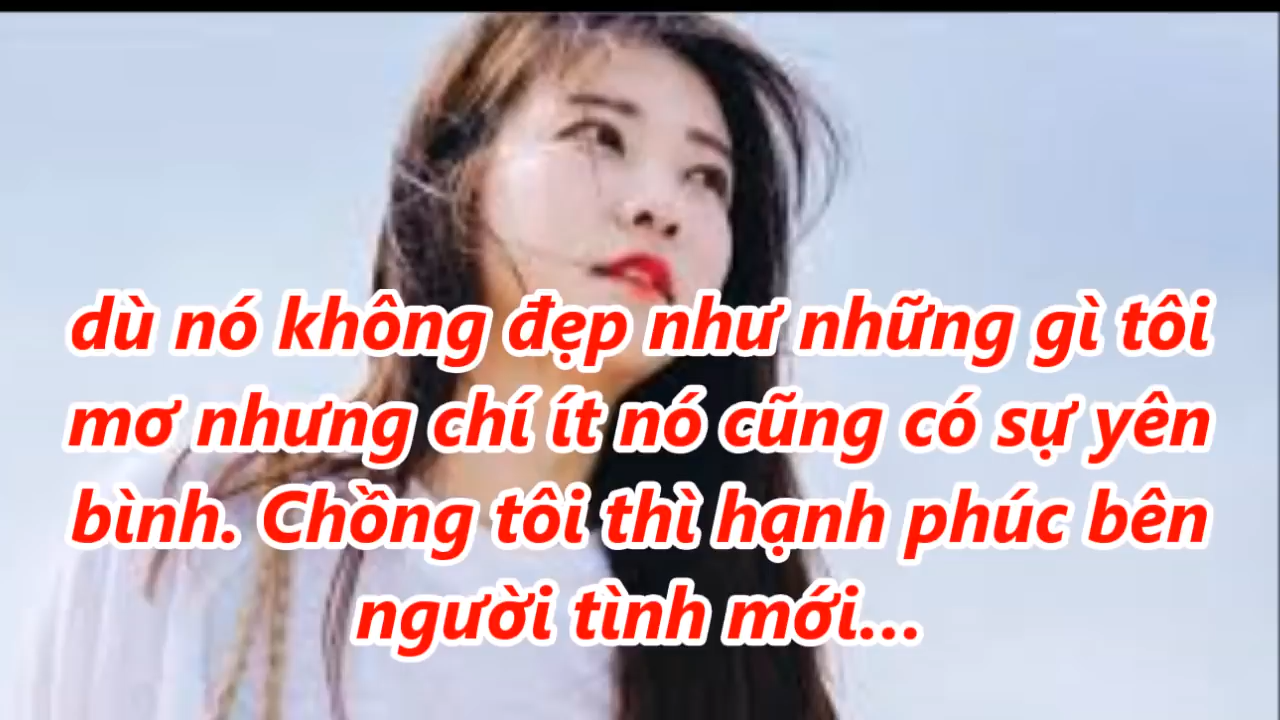 dù nó không đẹp như những gì tôi
mơ nhưng chí ít nó cũng có sự yên
bình. Chồng tôi thì hạnh phúc bên
người tình mới...